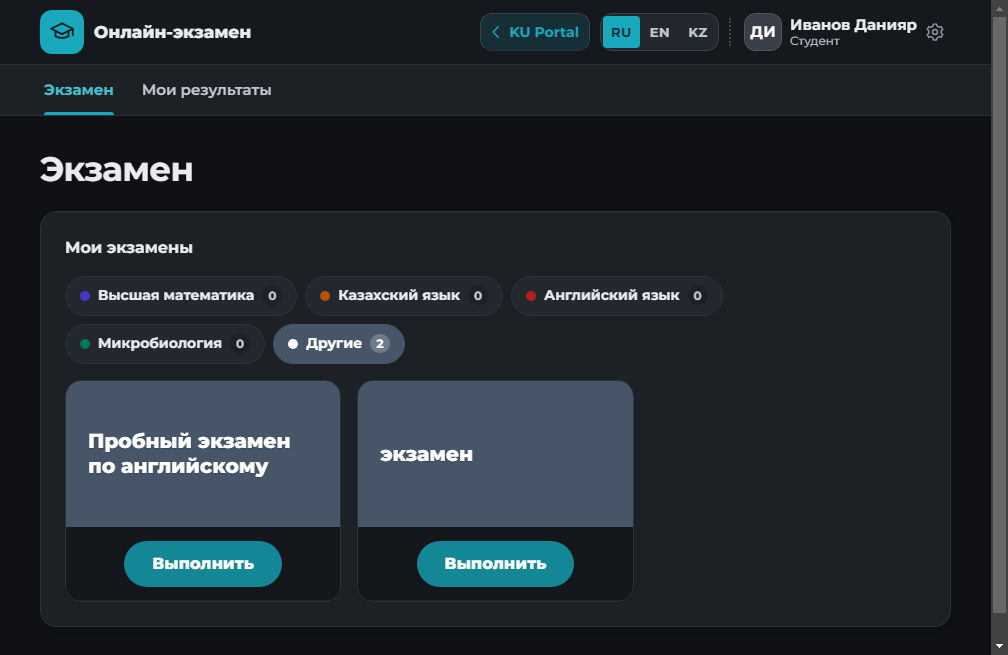 Онлайн-экзамен
KU Portal
RU EN KZ
ДИ
Иванов Данияр
Студент
Экзамен Мои результаты
Экзамен
Мои экзамены
Высшая математика 0
Казахский язык 0
Английский язык 0
Микробиология 0
Другие 2
Пробный экзамен
по английскому
экзамен
Выполнить
Выполнить